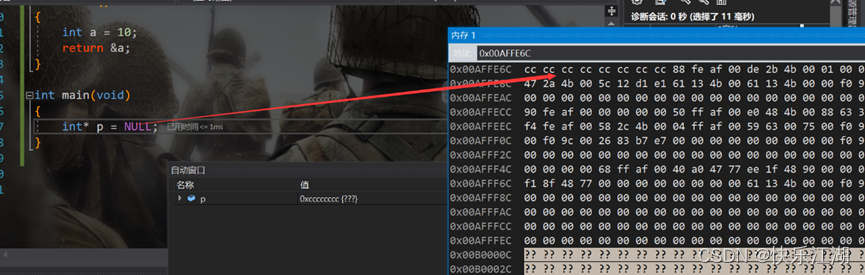 {
int a = 10;
return &a;
}
int main(void)
{
int* p = NULL; 已用时间 <= 1ms
}
自动窗口
名称 值
p 0xcccccccc {???}
诊断会话: 0 秒 (选择了 11 毫秒)
内存 1
地址: 0x00AFFE6C
0x00AFFE6C cc cc cc cc cc cc cc cc 88 fe af 00 de 2b 4b 00 01 00 00
47 2a 4b 00 5c 12 d1 e1 61 13 4b 00 61 13 4b 00 00 f0 9
0x00AFFEAC 00 00 00 00 00 00 00 00 00 00 00 00 00 00 00 00 00 00 0
0x00AFFECC 90 fe af 00 00 00 00 00 50 ff af 00 e0 48 4b 00 88 63 3
0x00AFFEEC f4 fe af 00 58 2c 4b 00 04 ff af 00 59 63 00 75 00 f0 9
0x00AFFF0C 00 f0 9c 00 26 83 b7 e7 00 00 00 00 00 00 00 00 00 f0 9
0x00AFFF2C 00 00 00 00 00 00 00 00 00 00 00 00 00 00 00 00 00 00 0
0x00AFFF4C 00 00 00 00 68 ff af 00 40 a0 47 77 ee 1f 48 90 00 00 0
0x00AFFF6C f1 8f 48 77 00 00 00 00 00 00 00 00 61 13 4b 00 00 f0 9
0x00AFFF8C 00 00 00 00 00 00 00 00 00 00 00 00 00 00 00 00 00 00 0
0x00AFFFAC 00 00 00 00 00 00 00 00 00 00 00 00 00 00 00 00 00 00 0
0x00AFFFCC 00 00 00 00 00 00 00 00 00 00 00 00 00 00 00 00 00 00 0
0x00AFFFEC 00 00 00 00 00 00 00 00 00 00 00 00 00 00 00 00 00 00 0
0x00B0000C ?? ?? ?? ?? ?? ?? ?? ?? ?? ?? ?? ?? ?? ?? ?? ?? ?? ?? ?
0x00B0002C ?? ?? ?? ?? ?? ?? ?? ?? ?? ?? ?? ?? ?? ?? ?? ?? ?? ?? ?
CSDN @快乐江湖